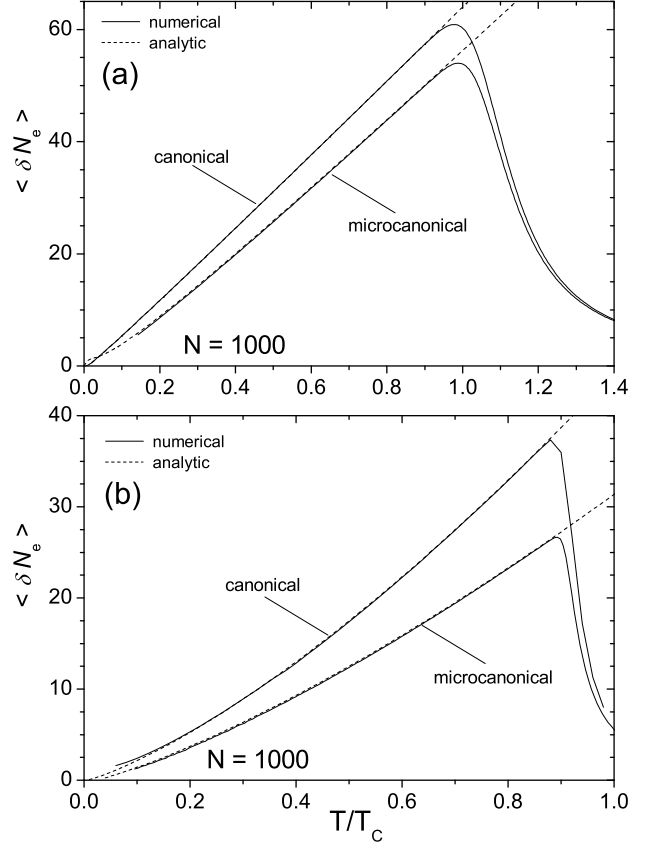 numerical
analytic
(a)
canonical
microcanonical
N = 1000
< δ N_e >
0
20
40
60
0.0 0.2 0.4 0.6 0.8 1.0 1.2 1.4
numerical
analytic
(b)
canonical
microcanonical
N = 1000
< δ N_e >
0
10
20
30
40
0.0 0.2 0.4 0.6 0.8 1.0
T/T_C